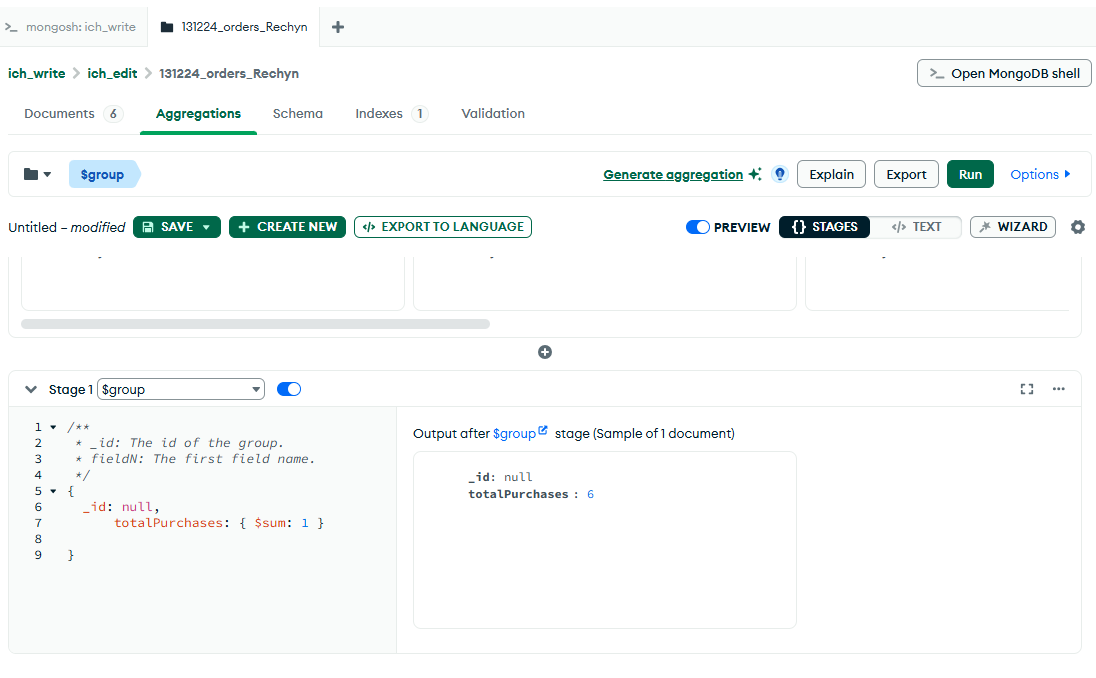 mongosh: ich_write 131224_orders_Rechyn
ich_write > ich_edit > 131224_orders_Rechyn
>_ Open MongoDB shell
Documents 6 Aggregations Schema Indexes 1 Validation
$group Generate aggregation Explain Export Run Options
Untitled – modified SAVE + CREATE NEW </> EXPORT TO LANGUAGE PREVIEW {} STAGES </> TEXT WIZARD
Stage 1 $group
1 /**
2 * _id: The id of the group.
3 * fieldN: The first field name.
4 */
5 {
6 _id: null,
7 totalPurchases: { $sum: 1 }
8
9 }
Output after $group stage (Sample of 1 document)
_id: null
totalPurchases : 6